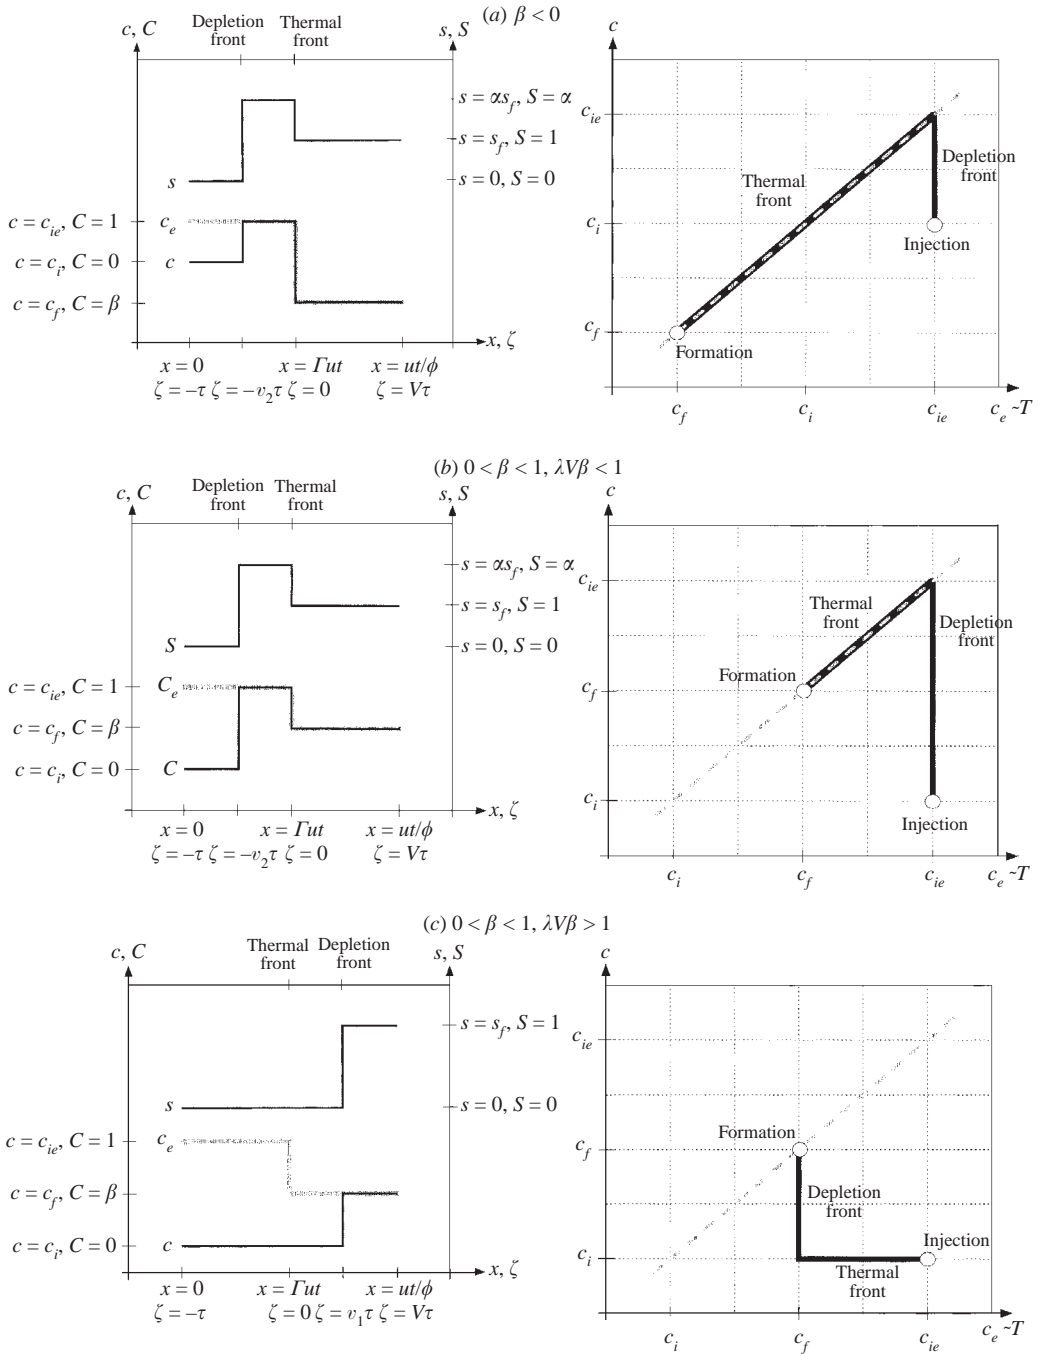 (a) β < 0
c, C
Depletion front
Thermal front
s, S
s = αs_f, S = α
s = s_f, S = 1
s = 0, S = 0
s
c = c_ie, C = 1
c_e
c = c_i, C = 0
c
c = c_f, C = β
x, ζ
x = 0
x = Γut
x = ut/ϕ
ζ = −τ ζ = −v_2τ ζ = 0
ζ = Vτ
c
c_ie
Depletion front
Thermal front
c_i
Injection
c_f
Formation
c_f
c_i
c_ie
c_e ~T
(b) 0 < β < 1, λVβ < 1
c, C
Depletion front
Thermal front
s, S
s = αs_f, S = α
s = s_f, S = 1
s = 0, S = 0
S
c = c_ie, C = 1
C_e
c = c_f, C = β
c = c_i, C = 0
C
x, ζ
x = 0
x = Γut
x = ut/ϕ
ζ = −τ ζ = −v_2τ ζ = 0
ζ = Vτ
c
c_ie
Thermal front
Depletion front
Formation
c_f
c_i
Injection
c_i
c_f
c_ie
c_e ~T
(c) 0 < β < 1, λVβ > 1
c, C
Thermal front
Depletion front
s, S
s = s_f, S = 1
s = 0, S = 0
s
c = c_ie, C = 1
c_e
c = c_f, C = β
c = c_i, C = 0
c
x, ζ
x = 0
x = Γut
x = ut/ϕ
ζ = −τ
ζ = 0 ζ = v_1τ ζ = Vτ
c
c_ie
Formation
c_f
Depletion front
Injection
c_i
Thermal front
c_i
c_f
c_ie
c_e ~T